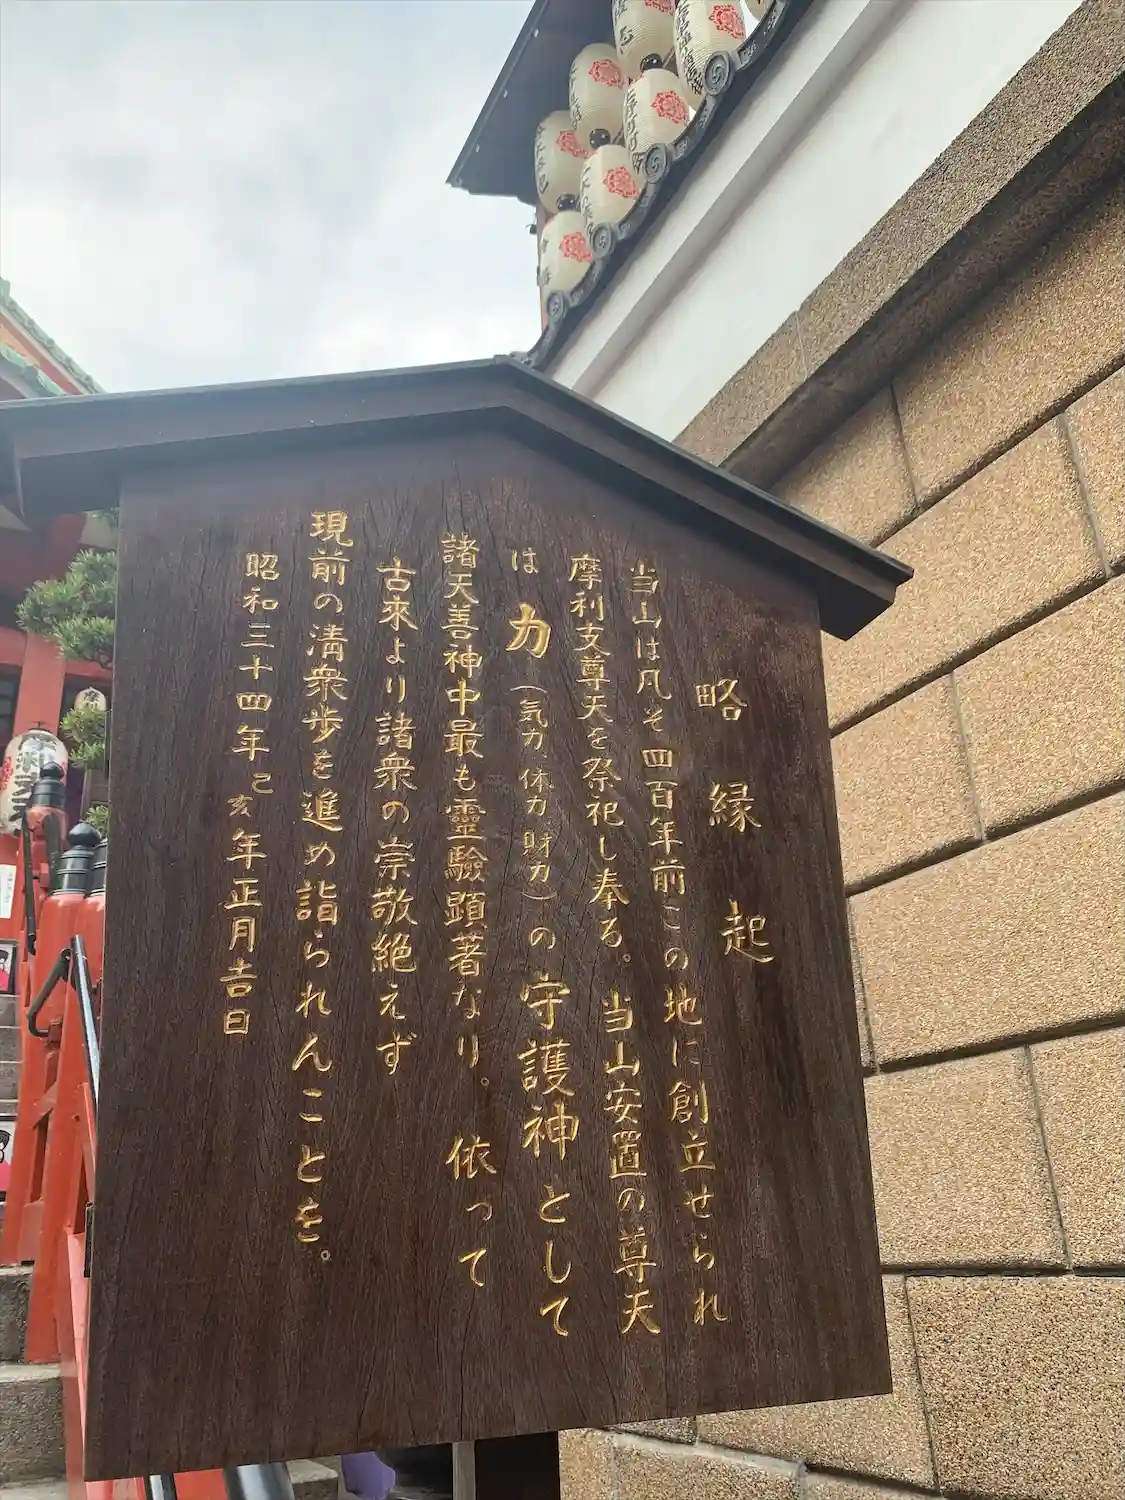 略縁起
当山は凡そ四百年前この地に創立せられ
摩利支尊天を祭祀し奉る。当山安置の尊天
は力(気力、体力、財力)の守護神として
諸天善神中最も靈驗顕著なり。依って
古來より諸衆の崇敬絶えず
現前の淸衆歩を進め詣られんことを。
昭和三十四年己亥年正月吉日